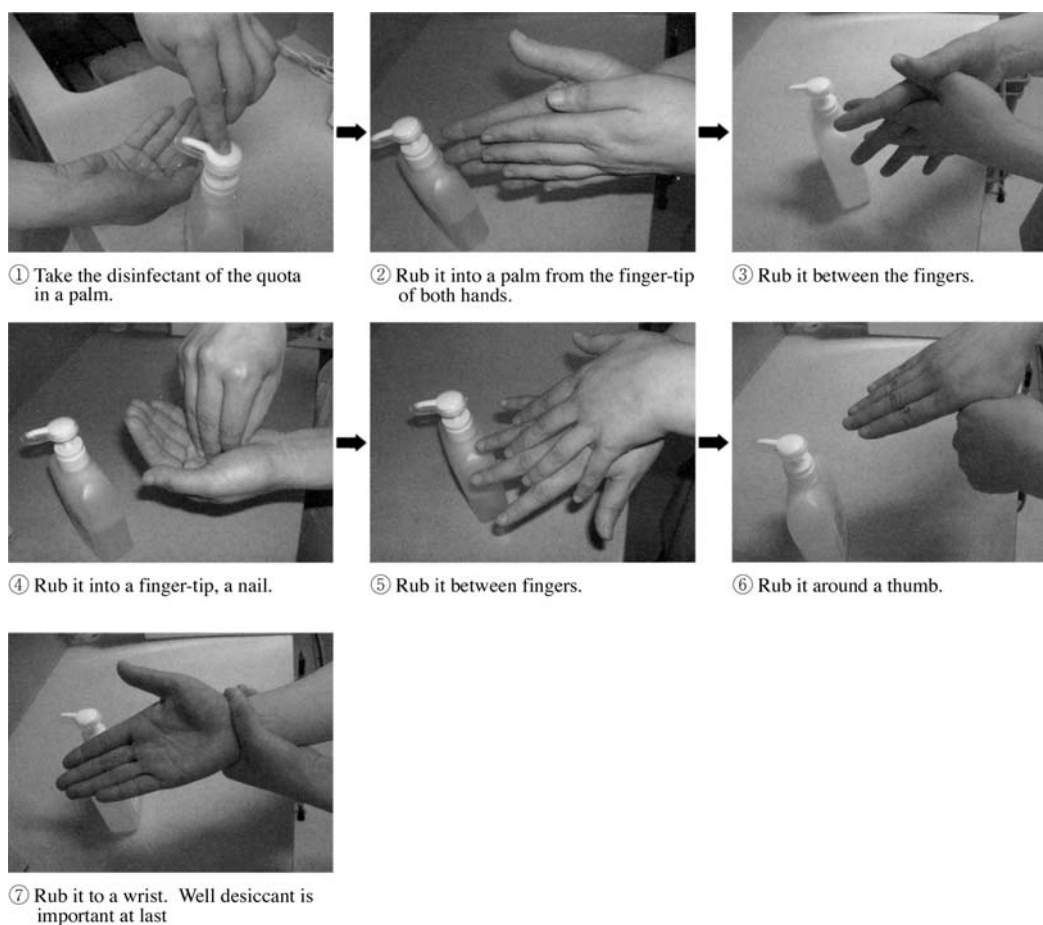 ① Take the disinfectant of the quota
in a palm.
② Rub it into a palm from the finger-tip
of both hands.
③ Rub it between the fingers.
④ Rub it into a finger-tip, a nail.
⑤ Rub it between fingers.
⑥ Rub it around a thumb.
⑦ Rub it to a wrist. Well desiccant is
important at last